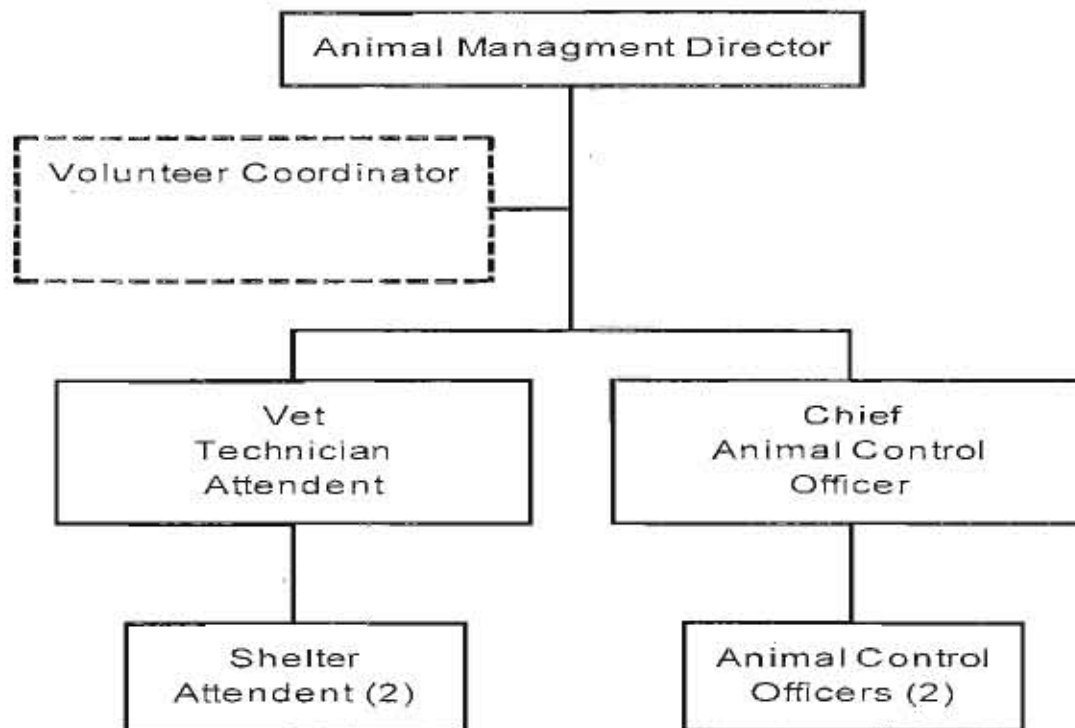 Animal Managment Director
Volunteer Coordinator
Vet
Technician
Attendent
Chief
Animal Control
Officer
Shelter
Attendent (2)
Animal Control
Officers (2)